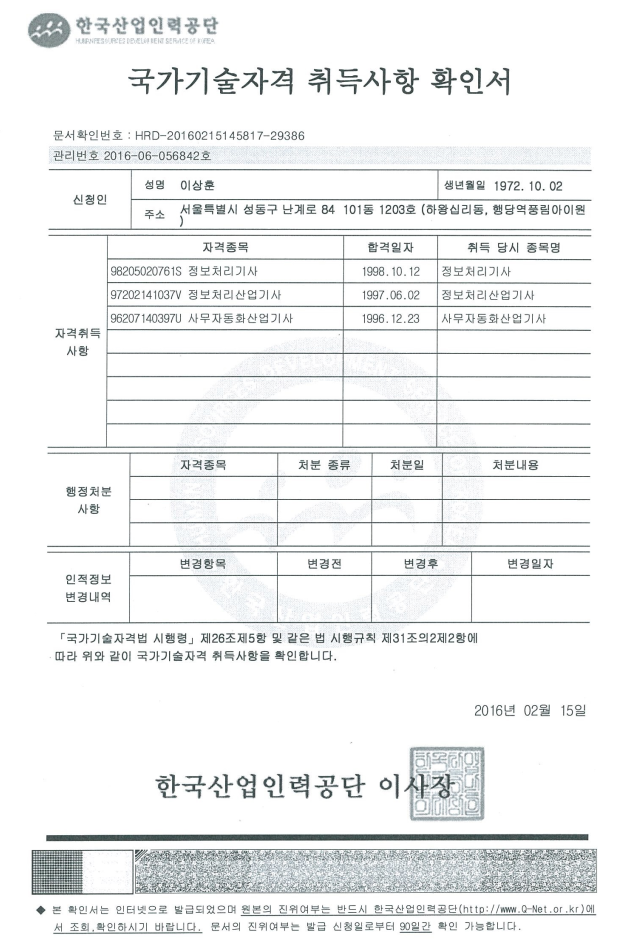 한국산업인력공단
HUMAN RESOURCES DEVELOPMENT SERVICE OF KOREA
국가기술자격 취득사항 확인서
문서확인번호 : HRD-20160215145817-29386
관리번호 2016-06-056842호
신청인
성명 이상훈 생년월일 1972. 10. 02
주소 서울특별시 성동구 난계로 84 101동 1203호 (하왕십리동, 행당역풍림아이원
)
자격취득
사항
자격종목 합격일자 취득 당시 종목명
98205020761S 정보처리기사 1998.10.12 정보처리기사
97202141037V 정보처리산업기사 1997.06.02 정보처리산업기사
96207140397U 사무자동화산업기사 1996.12.23 사무자동화산업기사
행정처분
사항
자격종목 처분 종류 처분일 처분내용
인적정보
변경내역
변경항목 변경전 변경후 변경일자
「국가기술자격법 시행령」 제26조제5항 및 같은 법 시행규칙 제31조의2제2항에
따라 위와 같이 국가기술자격 취득사항을 확인합니다.
2016년 02월 15일
한국산업인력공단 이사장
◆ 본 확인서는 인터넷으로 발급되었으며 원본의 진위여부는 반드시 한국산업인력공단(http://www.Q-Net.or.kr)에
서 조회,확인하시기 바랍니다. 문서의 진위여부는 발급 신청일로부터 90일간 확인 가능합니다.